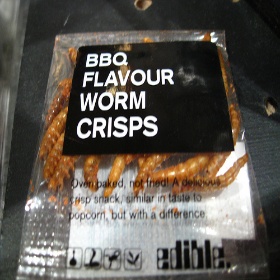 BBQ
FLAVOUR
WORM
CRISPS
Oven baked, not fried! A delicious
crisp snack, similar in taste to
popcorn, but with a difference.
edible.